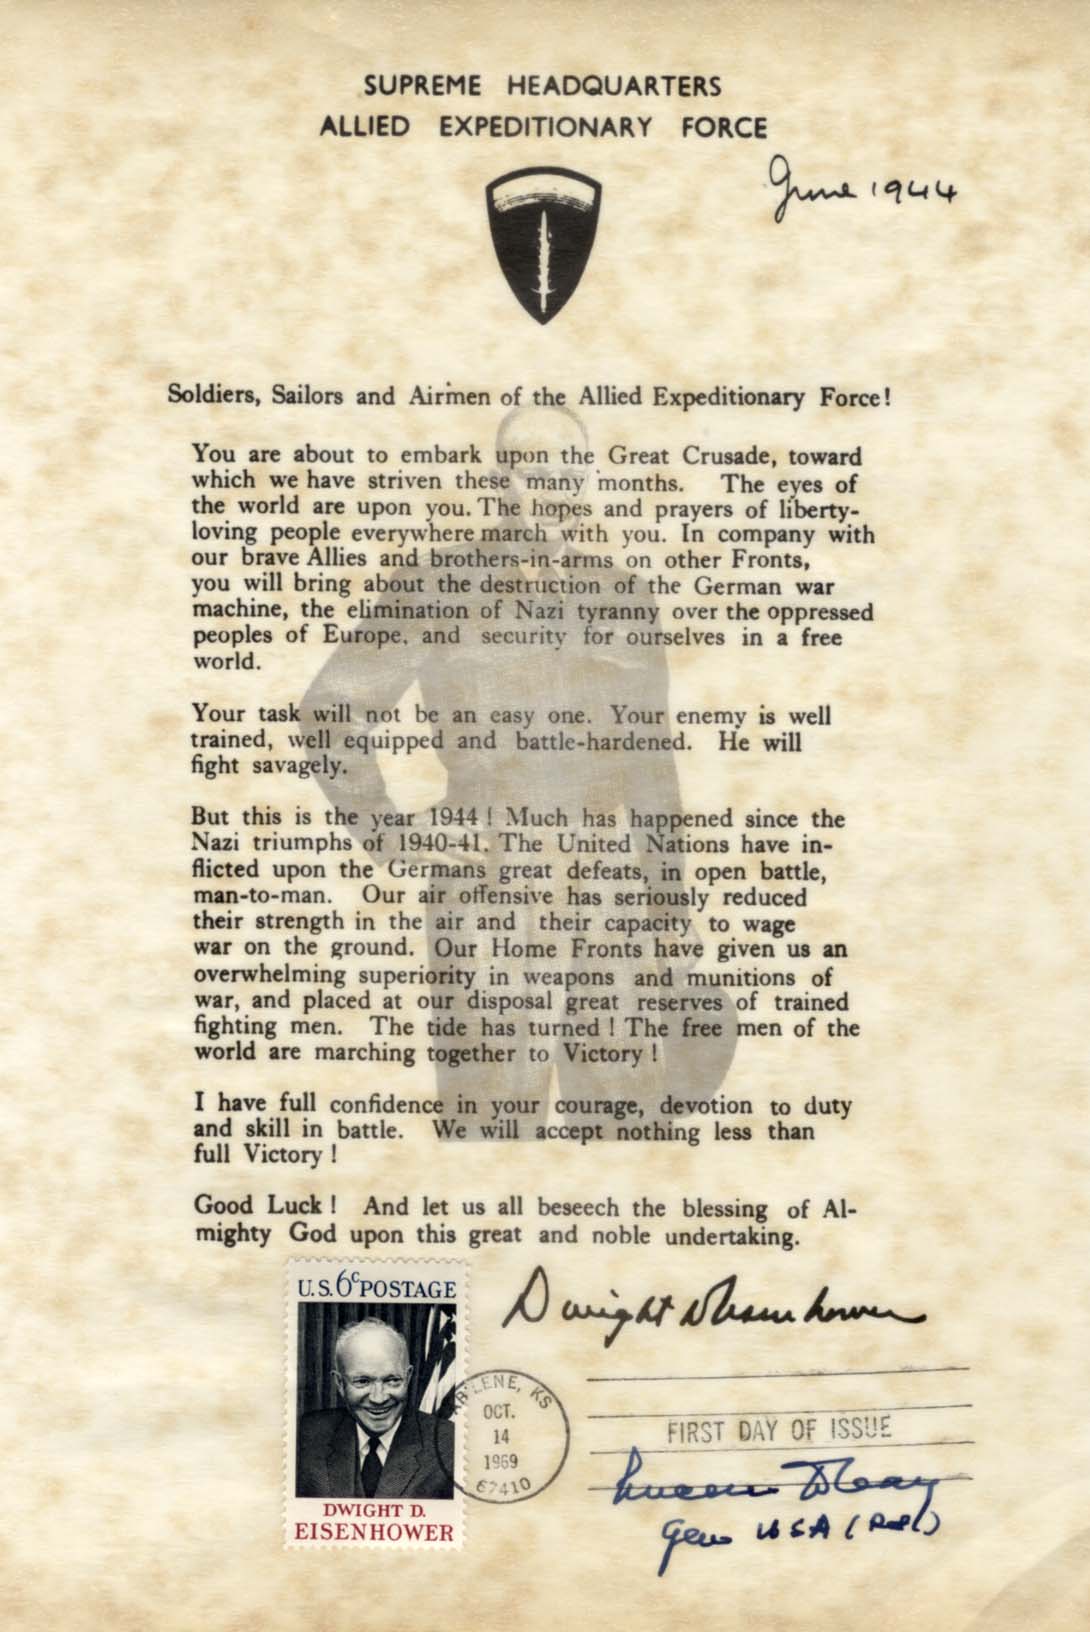 SUPREME HEADQUARTERS
ALLIED EXPEDITIONARY FORCE
June 1944
Soldiers, Sailors and Airmen of the Allied Expeditionary Force!
You are about to embark upon the Great Crusade, toward
which we have striven these many months. The eyes of
the world are upon you. The hopes and prayers of liberty-
loving people everywhere march with you. In company with
our brave Allies and brothers-in-arms on other Fronts,
you will bring about the destruction of the German war
machine, the elimination of Nazi tyranny over the oppressed
peoples of Europe, and security for ourselves in a free
world.
Your task will not be an easy one. Your enemy is well
trained, well equipped and battle-hardened. He will
fight savagely.
But this is the year 1944 ! Much has happened since the
Nazi triumphs of 1940-41. The United Nations have in-
flicted upon the Germans great defeats, in open battle,
man-to-man. Our air offensive has seriously reduced
their strength in the air and their capacity to wage
war on the ground. Our Home Fronts have given us an
overwhelming superiority in weapons and munitions of
war, and placed at our disposal great reserves of trained
fighting men. The tide has turned ! The free men of the
world are marching together to Victory !
I have full confidence in your courage, devotion to duty
and skill in battle. We will accept nothing less than
full Victory !
Good Luck ! And let us all beseech the blessing of Al-
mighty God upon this great and noble undertaking.
Dwight D Eisenhower
U.S. 6c POSTAGE
DWIGHT D.
EISENHOWER
ABILENE, KS
OCT.
14
1969
67410
FIRST DAY OF ISSUE
Gen USA (Ret)